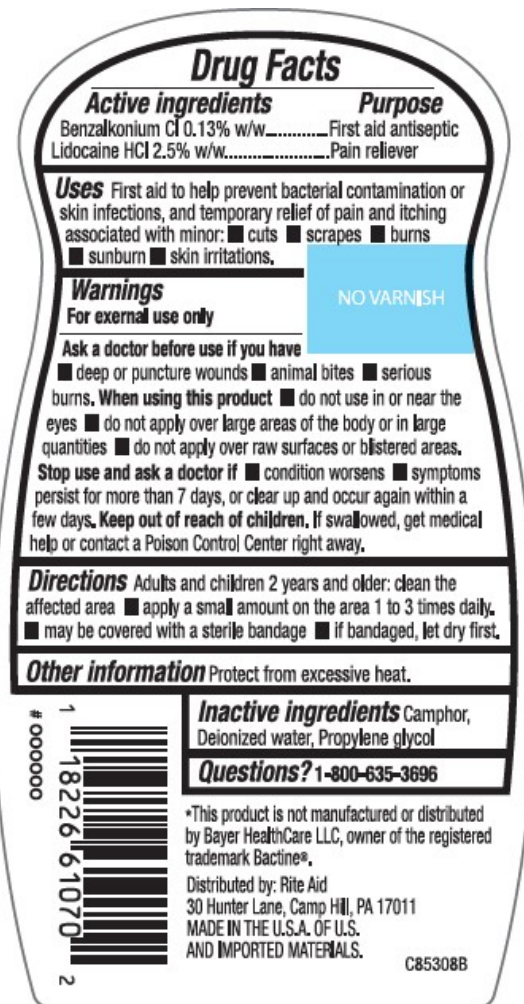 Drug Facts
Active ingredients Purpose
Benzalkonium Cl 0.13% w/w............First aid antiseptic
Lidocaine HCl 2.5% w/w....................Pain reliever
Uses First aid to help prevent bacterial contamination or
skin infections, and temporary relief of pain and itching
associated with minor: ■ cuts ■ scrapes ■ burns
■ sunburn ■ skin irritations.
NO VARNISH
Warnings
For exernal use only
Ask a doctor before use if you have
■ deep or puncture wounds ■ animal bites ■ serious
burns. When using this product ■ do not use in or near the
eyes ■ do not apply over large areas of the body or in large
quantities ■ do not apply over raw surfaces or blistered areas.
Stop use and ask a doctor if ■ condition worsens ■ symptoms
persist for more than 7 days, or clear up and occur again within a
few days. Keep out of reach of children. If swallowed, get medical
help or contact a Poison Control Center right away.
Directions Adults and children 2 years and older: clean the
affected area ■ apply a small amount on the area 1 to 3 times daily.
■ may be covered with a sterile bandage ■ if bandaged, let dry first.
Other information Protect from excessive heat.
Inactive ingredients Camphor,
Deionized water, Propylene glycol
Questions? 1-800-635-3696
*This product is not manufactured or distributed
by Bayer HealthCare LLC, owner of the registered
trademark Bactine®.
Distributed by: Rite Aid
30 Hunter Lane, Camp Hill, PA 17011
MADE IN THE U.S.A. OF U.S.
AND IMPORTED MATERIALS.
C85308B
# 000000
1 18226 61070 2